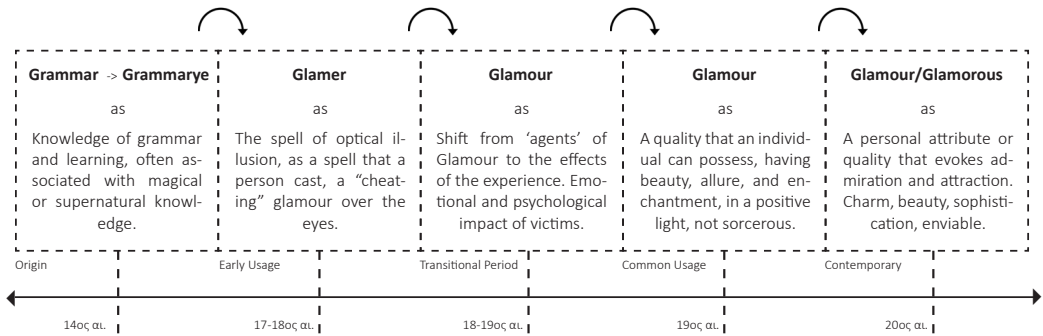 Grammar -> Grammarye
as
Knowledge of grammar
and learning, often as-
sociated with magical
or supernatural knowl-
edge.
Glamer
as
The spell of optical il-
lusion, as a spell that a
person cast, a “cheat-
ing” glamour over the
eyes.
Glamour
as
Shift from ‘agents’ of
Glamour to the effects
of the experience. Emo-
tional and psychological
impact of victims.
Glamour
as
A quality that an individ-
ual can possess, having
beauty, allure, and en-
chantment, in a positive
light, not sorcerous.
Glamour/Glamorous
as
A personal attribute or
quality that evokes ad-
miration and attraction.
Charm, beauty, sophisti-
cation, enviable.
Origin
Early Usage
Transitional Period
Common Usage
Contemporary
14ος αι.
17-18ος αι.
18-19ος αι.
19ος αι.
20ος αι.